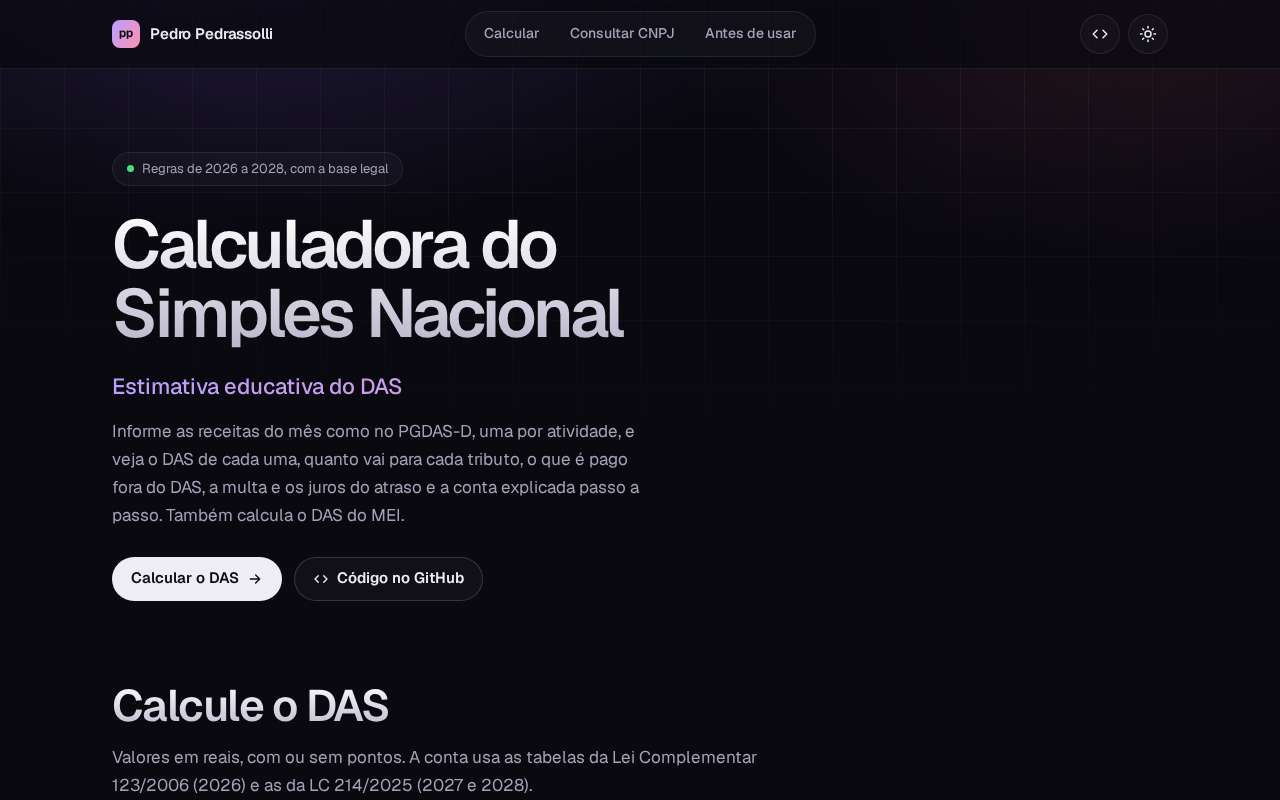 pp
Pedro Pedrassolli
Calcular
Consultar CNPJ
Antes de usar
Regras de 2026 a 2028, com a base legal
Calculadora do
Simples Nacional
Estimativa educativa do DAS
Informe as receitas do mês como no PGDAS-D, uma por atividade, e
veja o DAS de cada uma, quanto vai para cada tributo, o que é pago
fora do DAS, a multa e os juros do atraso e a conta explicada passo a
passo. Também calcula o DAS do MEI.
Calcular o DAS →
Código no GitHub
Calcule o DAS
Valores em reais, com ou sem pontos. A conta usa as tabelas da Lei Complementar
123/2006 (2026) e as da LC 214/2025 (2027 e 2028).